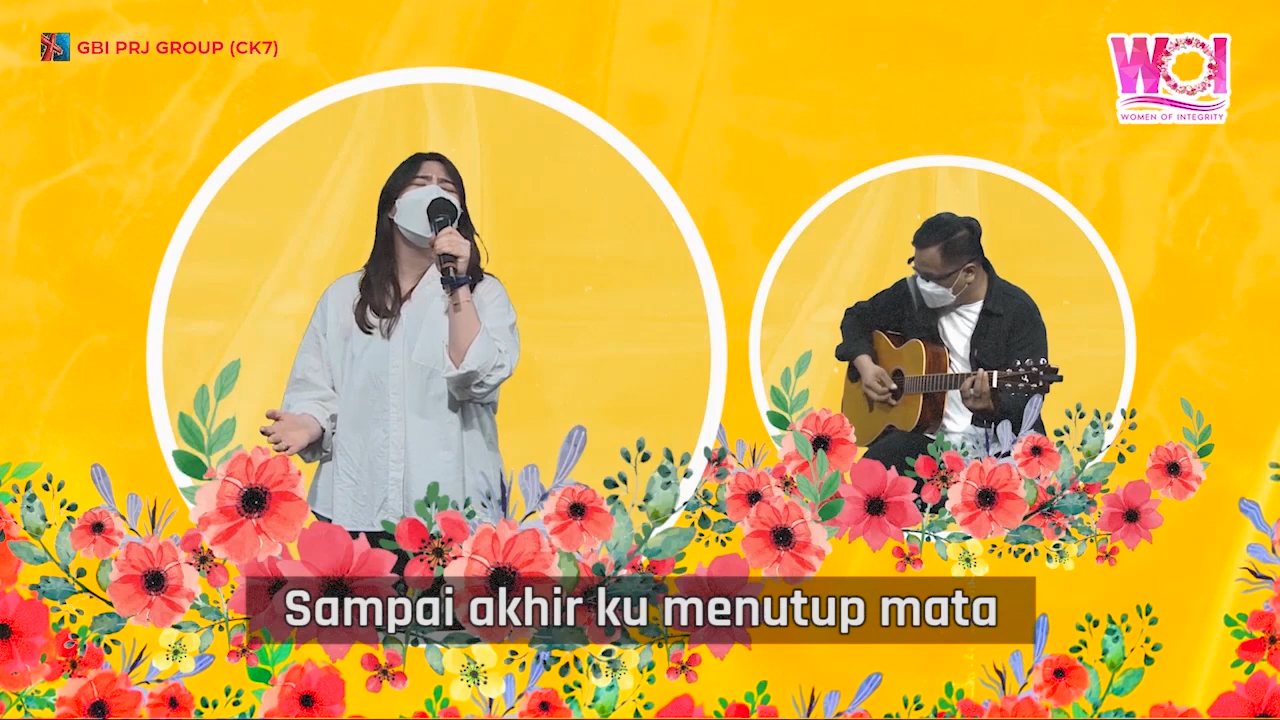 GBI PRJ GROUP (CK7)
WOI
WOMEN OF INTEGRITY
Sampai akhir ku menutup mata